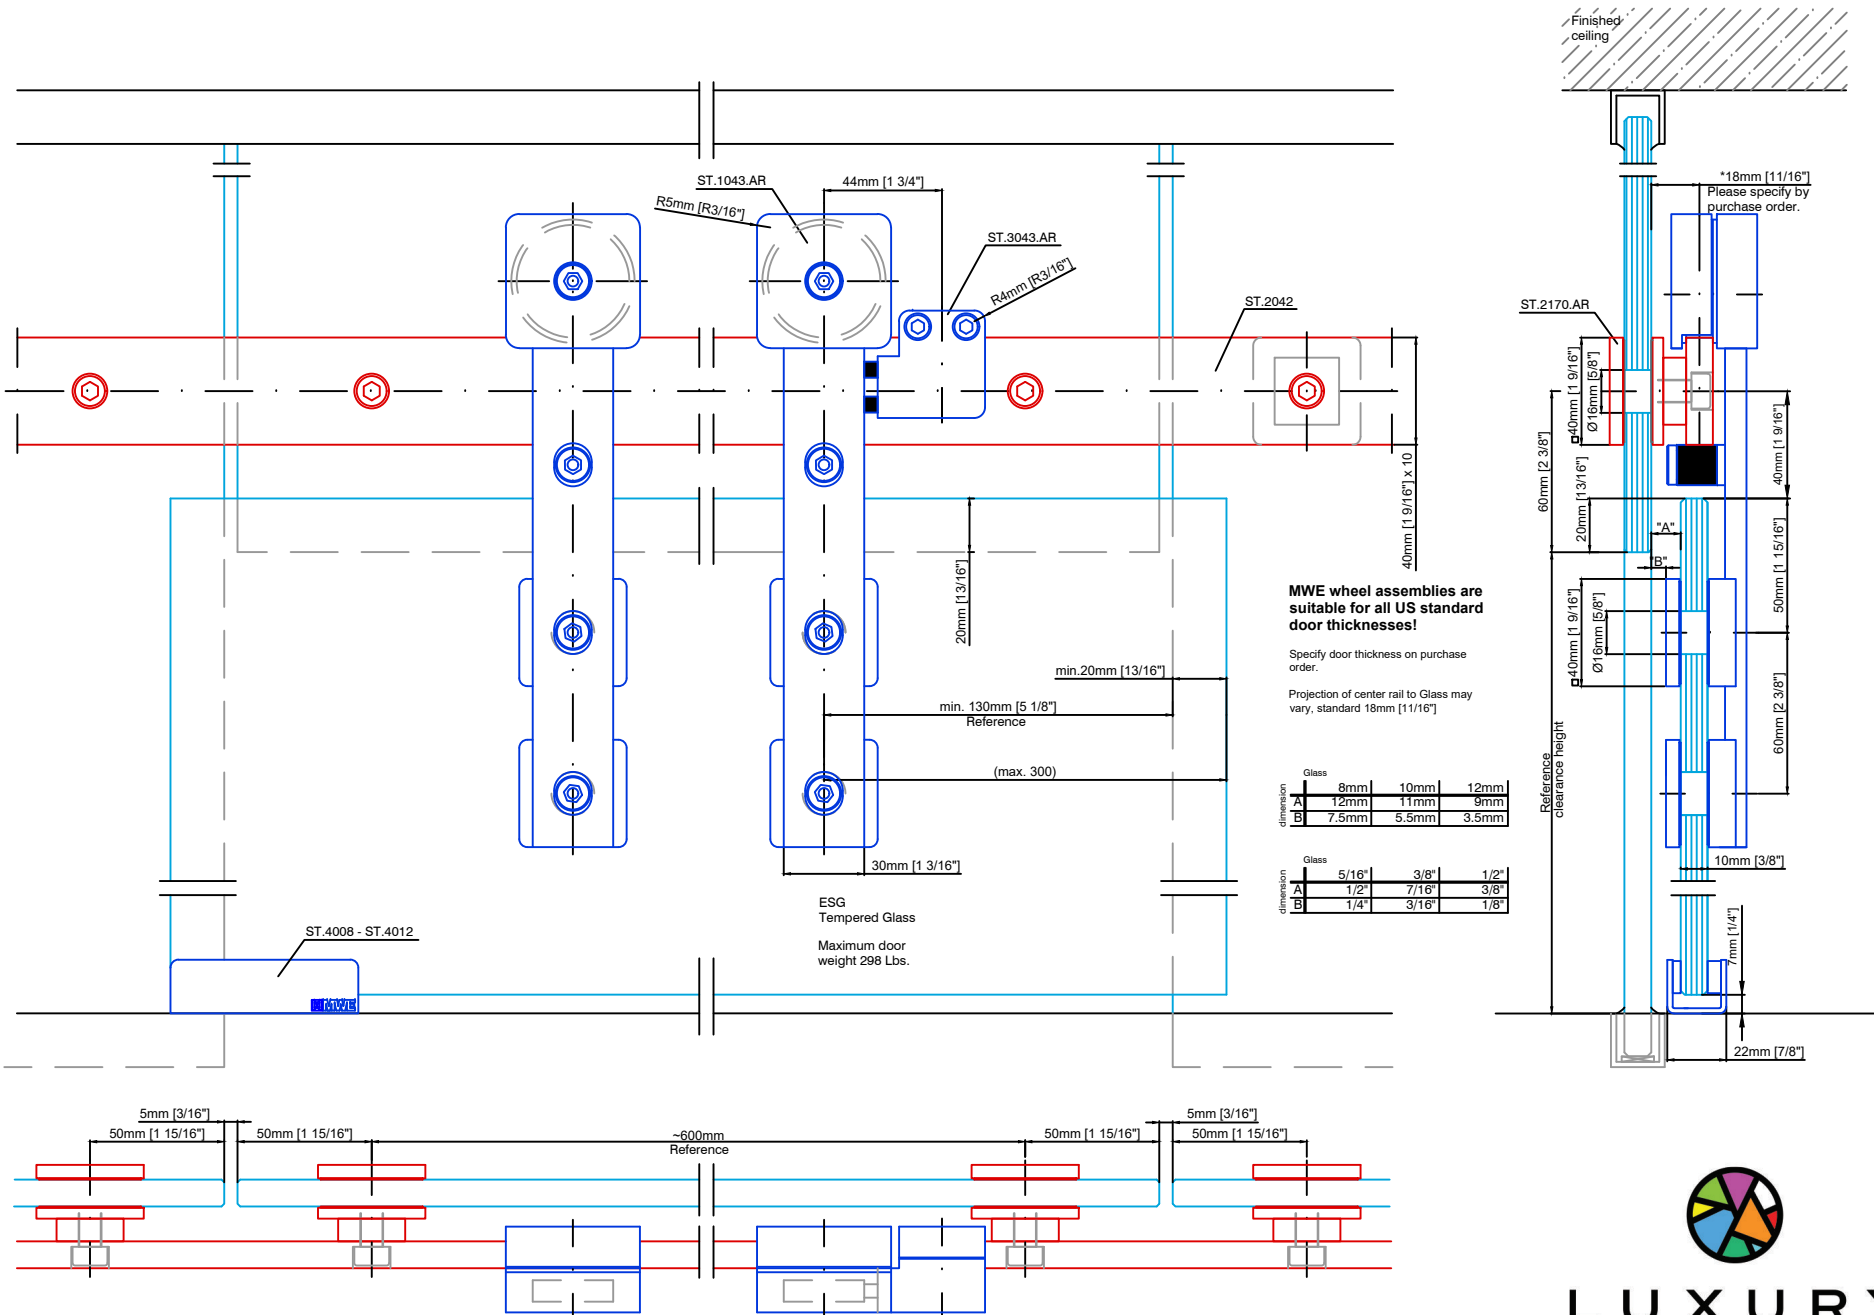 Finished
ceiling
*18mm [11/16"]
Please specify by
purchase order.
ST.1043.AR
44mm [1 3/4"]
R5mm [R3/16"]
ST.3043.AR
R4mm [R3/16"]
ST.2042
ST.2170.AR
40mm [1 9/16"]
Ø16mm [5/8"]
60mm [2 3/8"]
20mm [13/16"]
40mm [1 9/16"]
40mm [1 9/16"] x 10
"A"
"B"
50mm [1 15/16"]
20mm [13/16"]
MWE wheel assemblies are
suitable for all US standard
door thicknesses!
Specify door thickness on purchase
order.
Projection of center rail to Glass may
vary, standard 18mm [11/16"]
40mm [1 9/16"]
Ø16mm [5/8"]
60mm [2 3/8"]
min.20mm [13/16"]
min. 130mm [5 1/8"]
Reference
(max. 300)
Reference
clearance height
Glass
8mm 10mm 12mm
dimension
A 12mm 11mm 9mm
B 7.5mm 5.5mm 3.5mm
Glass
5/16" 3/8" 1/2"
dimension
A 1/2" 7/16" 3/8"
B 1/4" 3/16" 1/8"
10mm [3/8"]
30mm [1 3/16"]
ESG
Tempered Glass
Maximum door
weight 298 Lbs.
ST.4008 - ST.4012
MWE
7mm [1/4"]
22mm [7/8"]
5mm [3/16"]
50mm [1 15/16"]
50mm [1 15/16"]
~600mm
Reference
50mm [1 15/16"]
5mm [3/16"]
50mm [1 15/16"]
LUXURY